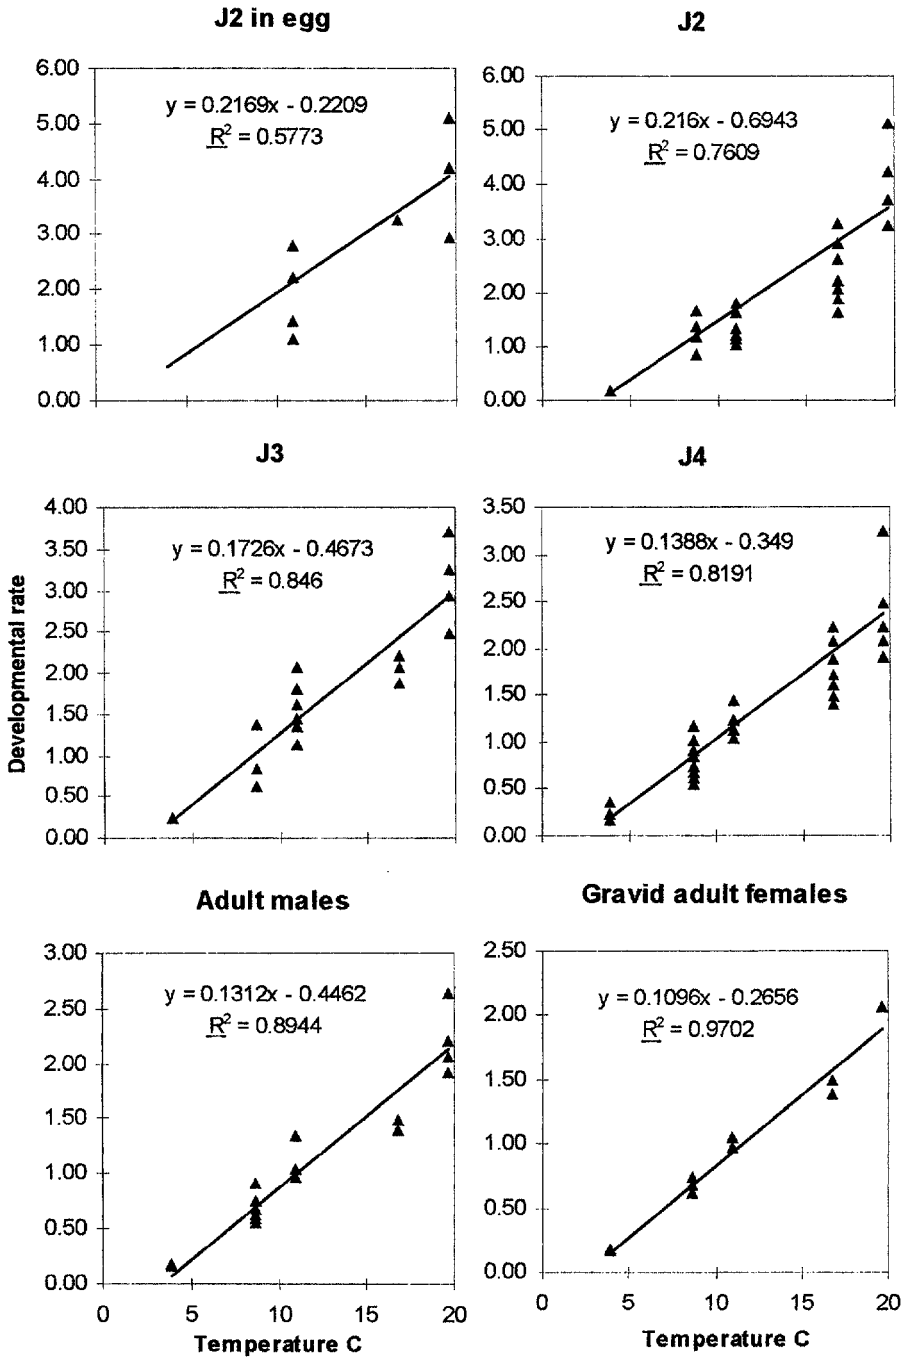 J2 in egg
6.00
5.00
4.00
3.00
2.00
1.00
0.00
y = 0.2169x - 0.2209
R² = 0.5773
J2
6.00
5.00
4.00
3.00
2.00
1.00
0.00
y = 0.216x - 0.6943
R² = 0.7609
Developmental rate
J3
4.00
3.50
3.00
2.50
2.00
1.50
1.00
0.50
0.00
y = 0.1726x - 0.4673
R² = 0.846
J4
3.50
3.00
2.50
2.00
1.50
1.00
0.50
0.00
y = 0.1388x - 0.349
R² = 0.8191
Adult males
3.00
2.50
2.00
1.50
1.00
0.50
0.00
y = 0.1312x - 0.4462
R² = 0.8944
0 5 10 15 20
Temperature C
Gravid adult females
2.50
2.00
1.50
1.00
0.50
0.00
y = 0.1096x - 0.2656
R² = 0.9702
0 5 10 15 20
Temperature C